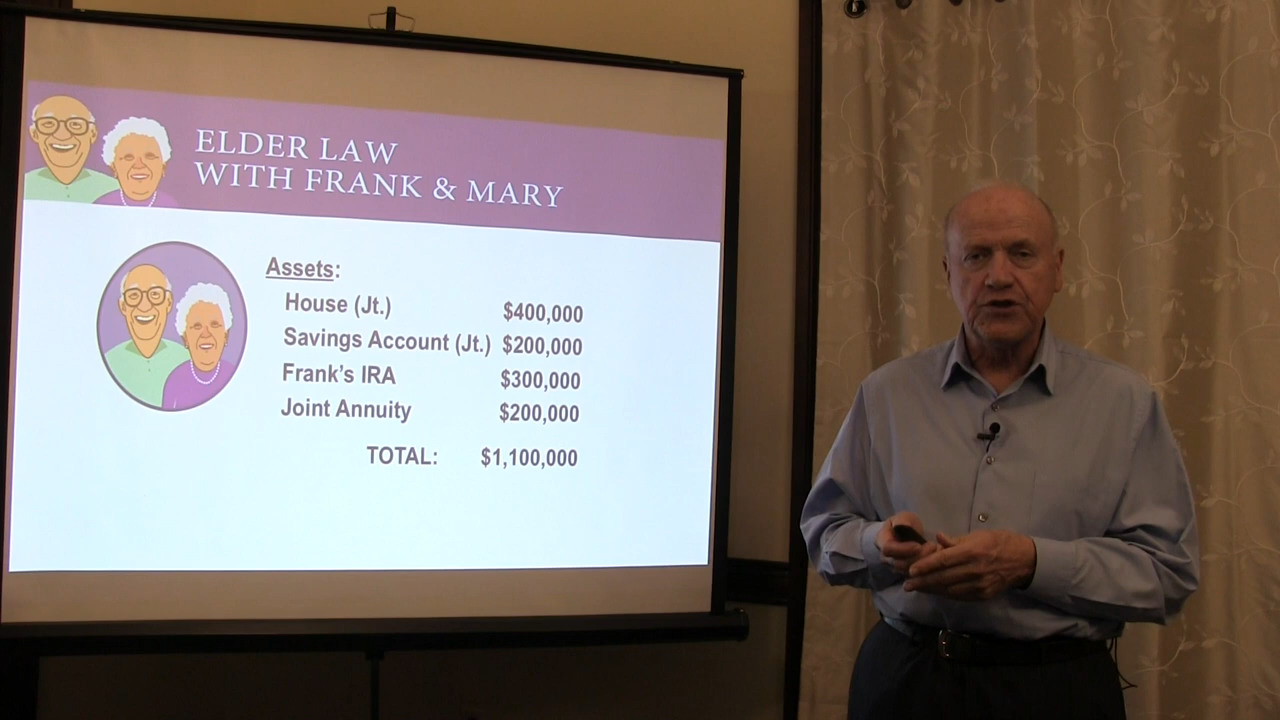 ELDER LAW
WITH FRANK & MARY
Assets:
House (Jt.) $400,000
Savings Account (Jt.) $200,000
Frank's IRA $300,000
Joint Annuity $200,000
TOTAL: $1,100,000